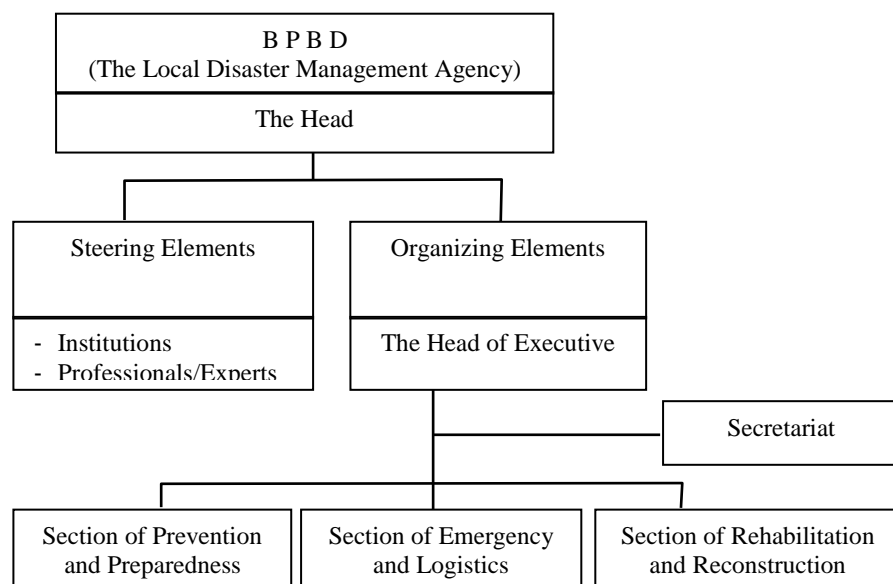 B P B D
(The Local Disaster Management Agency)
The Head
Steering Elements
Organizing Elements
- Institutions
- Professionals/Experts
The Head of Executive
Secretariat
Section of Prevention
and Preparedness
Section of Emergency
and Logistics
Section of Rehabilitation
and Reconstruction